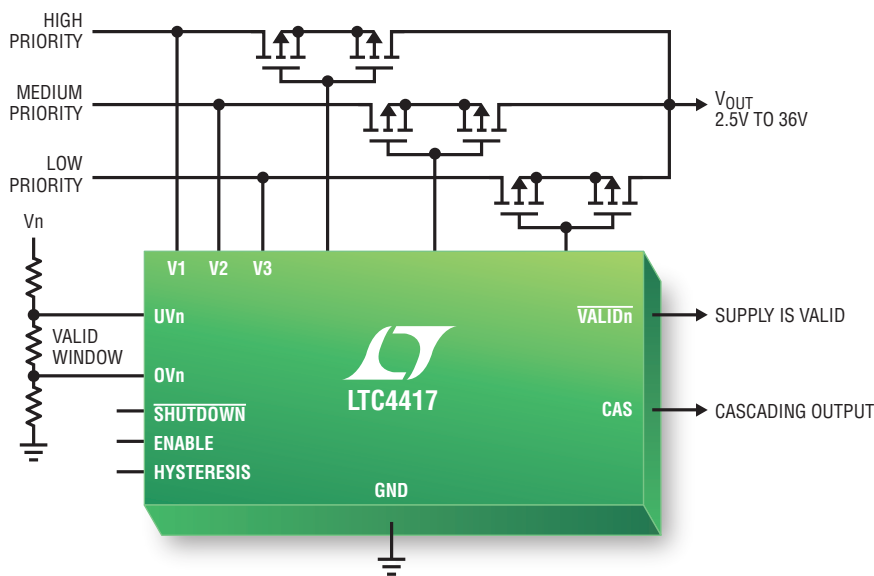 HIGH
PRIORITY
MEDIUM
PRIORITY
VOUT
2.5V TO 36V
LOW
PRIORITY
Vn
V1
V2
V3
UVn
VALIDn
SUPPLY IS VALID
VALID
WINDOW
OVn
LTC4417
SHUTDOWN
CAS
CASCADING OUTPUT
ENABLE
HYSTERESIS
GND